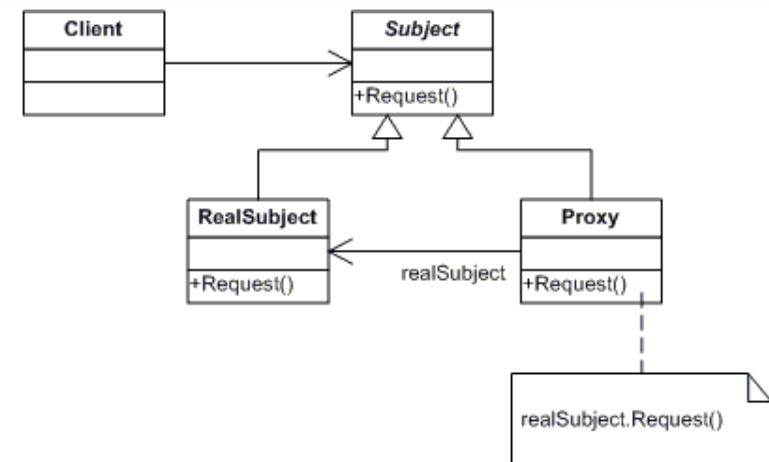 Client
Subject
+Request()
RealSubject
Proxy
realSubject
+Request()
+Request()
realSubject.Request()